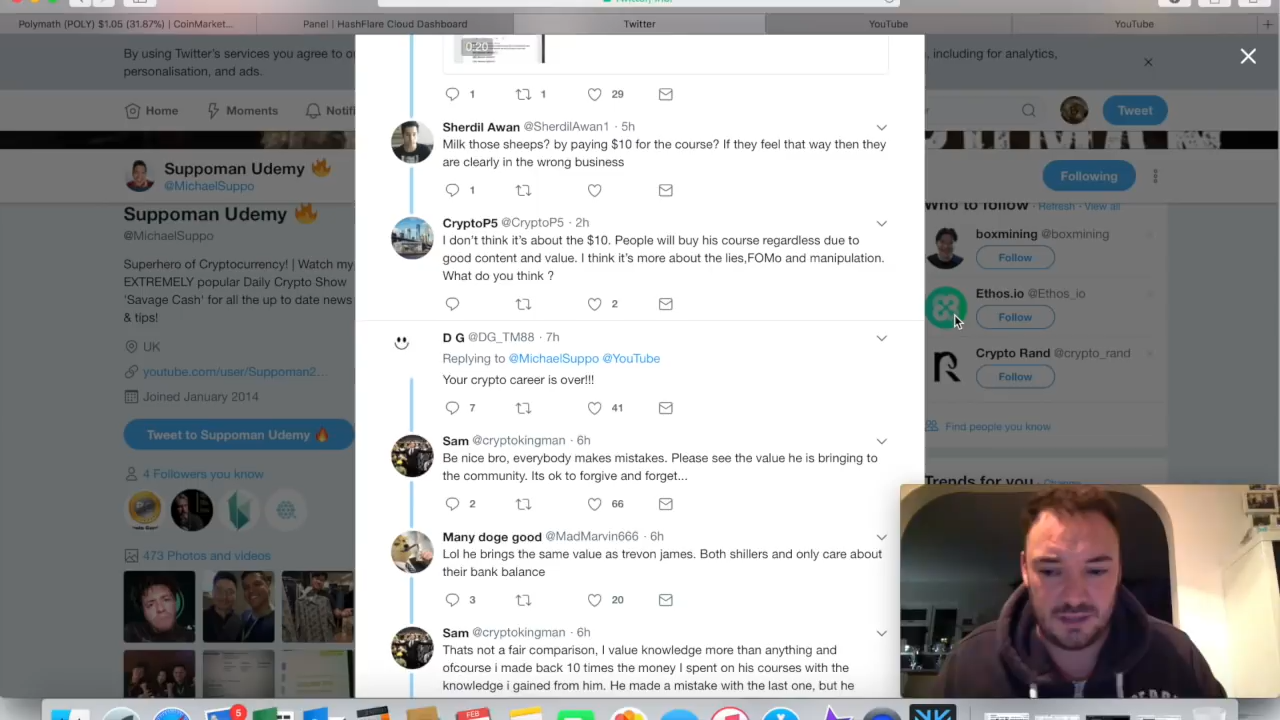 Polymath (POLY) $1.05 (31.67%) | CoinMarket...
Panel | HashFlare Cloud Dashboard
Twitter
YouTube
YouTube
By using Twitter's services you agree to
including for analytics,
personalisation, and ads.
Home
Moments
Tweet
0:20
1
1
29
Suppoman Udemy
@MichaelSuppo
Following
Suppoman Udemy
@MichaelSuppo
Superhero of Cryptocurrency! | Watch my
EXTREMELY popular Daily Crypto Show
'Savage Cash' for all the up to date news
& tips!
UK
youtube.com/user/Suppoman2...
Joined January 2014
Tweet to Suppoman Udemy
4 Followers you know
473 Photos and videos
Sherdil Awan @SherdilAwan1 · 5h
Milk those sheeps? by paying $10 for the course? If they feel that way then they
are clearly in the wrong business
1
CryptoP5 @CryptoP5 · 2h
I don't think it's about the $10. People will buy his course regardless due to
good content and value. I think it's more about the lies,FOMo and manipulation.
What do you think ?
2
D G @DG_TM88 · 7h
Replying to @MichaelSuppo @YouTube
Your crypto career is over!!!
7
41
Sam @cryptokingman · 6h
Be nice bro, everybody makes mistakes. Please see the value he is bringing to
the community. Its ok to forgive and forget...
2
66
Many doge good @MadMarvin666 · 6h
Lol he brings the same value as trevon james. Both shillers and only care about
their bank balance
3
20
Sam @cryptokingman · 6h
Thats not a fair comparison, I value knowledge more than anything and
ofcourse i made back 10 times the money I spent on his courses with the
knowledge i gained from him. He made a mistake with the last one, but he
Who to follow · Refresh · View all
boxmining @boxmining
Follow
Ethos.io @Ethos_io
Follow
Crypto Rand @crypto_rand
Follow
Find people you know
Trends for you · Change
5
FEB